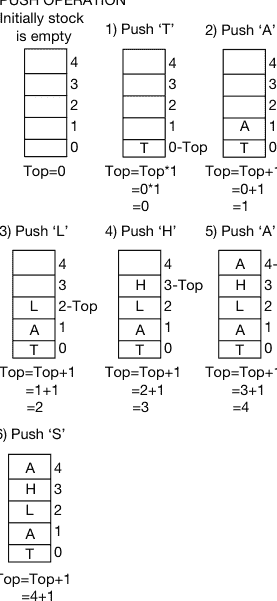 PUSH OPERATION
Initially stock
is empty
4
3
2
1
0
Top=0
1) Push ‘T’
4
3
2
1
T 0-Top
Top=Top*1
=0*1
=0
2) Push ‘A’
4
3
2
A 1
T 0
Top=Top+1
=0+1
=1
3) Push ‘L’
4
3
L 2-Top
A 1
T 0
Top=Top+1
=1+1
=2
4) Push ‘H’
4
H 3-Top
L 2
A 1
T 0
Top=Top+1
=2+1
=3
5) Push ‘A’
A 4-
H 3
L 2
A 1
T 0
Top=Top+1
=3+1
=4
6) Push ‘S’
A 4
H 3
L 2
A 1
T 0
Top=Top+1
=4+1